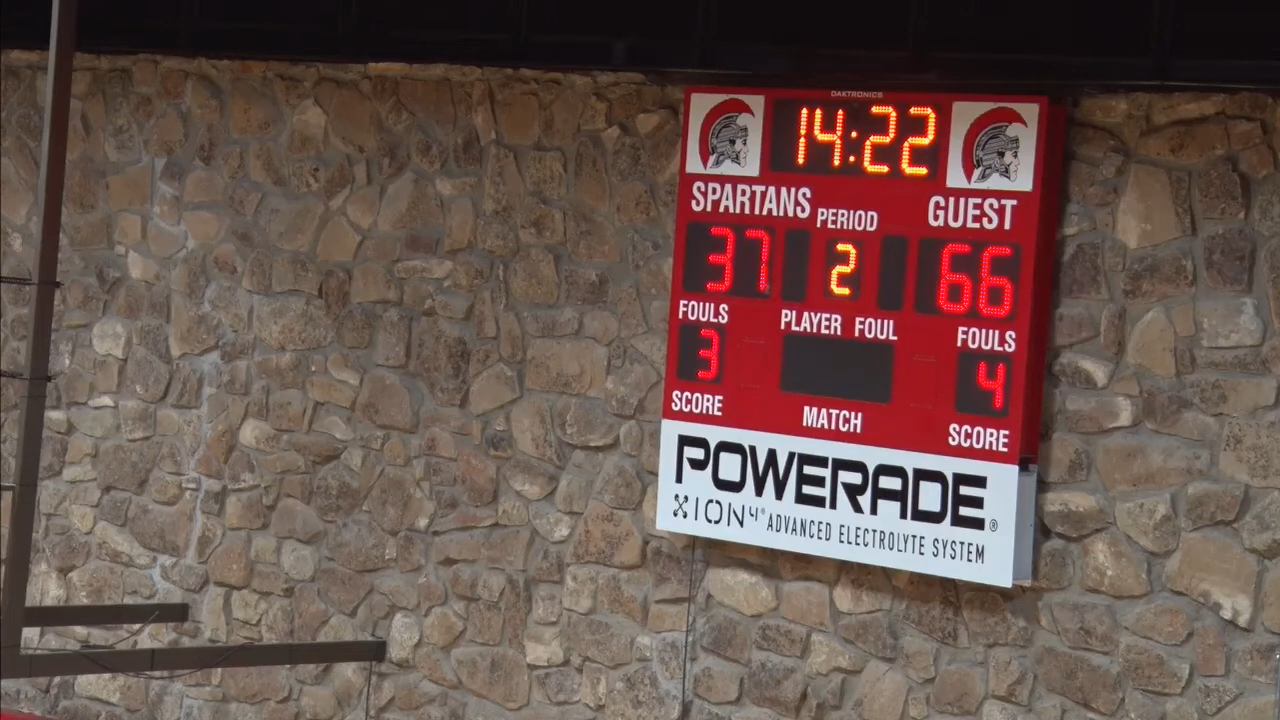 DAKTRONICS
14:22
SPARTANS PERIOD GUEST
37 2 66
FOULS PLAYER FOUL FOULS
3 4
SCORE MATCH SCORE
POWERADE®
ION4® ADVANCED ELECTROLYTE SYSTEM